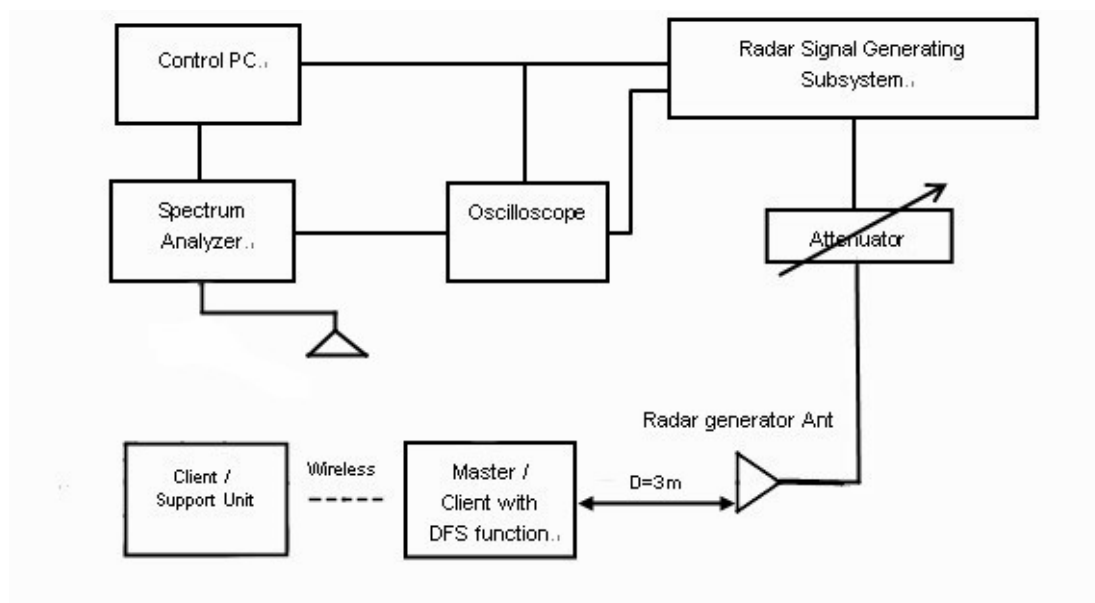 Control PC
Radar Signal Generating
Subsystem
Spectrum
Analyzer
Oscilloscope
Attenuator
Radar generator Ant
Client /
Support Unit
Wireless
Master /
Client with
DFS function
D=3m